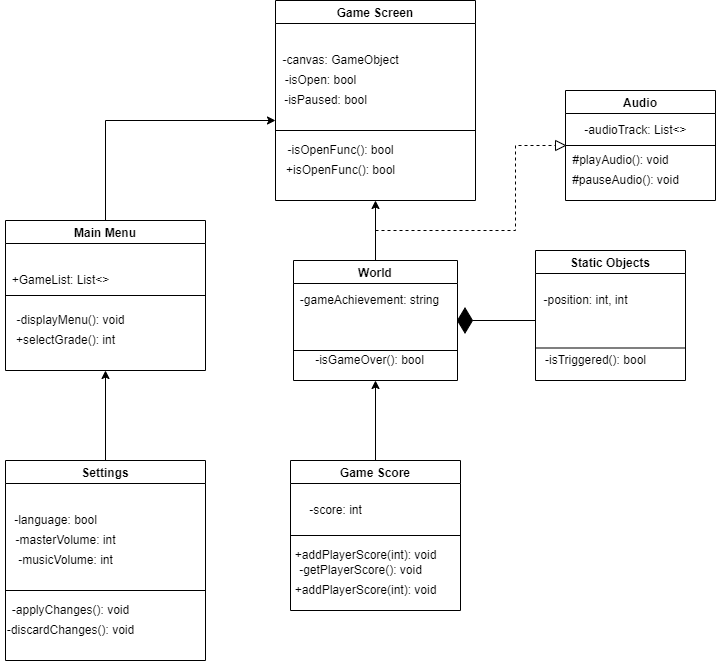 Game Screen
-canvas: GameObject
-isOpen: bool
-isPaused: bool
-isOpenFunc(): bool
+isOpenFunc(): bool
Audio
-audioTrack: List<>
#playAudio(): void
#pauseAudio(): void
Main Menu
+GameList: List<>
-displayMenu(): void
+selectGrade(): int
World
-gameAchievement: string
-isGameOver(): bool
Static Objects
-position: int, int
-isTriggered(): bool
Settings
-language: bool
-masterVolume: int
-musicVolume: int
-applyChanges(): void
-discardChanges(): void
Game Score
-score: int
+addPlayerScore(int): void
-getPlayerScore(): void
+addPlayerScore(int): void